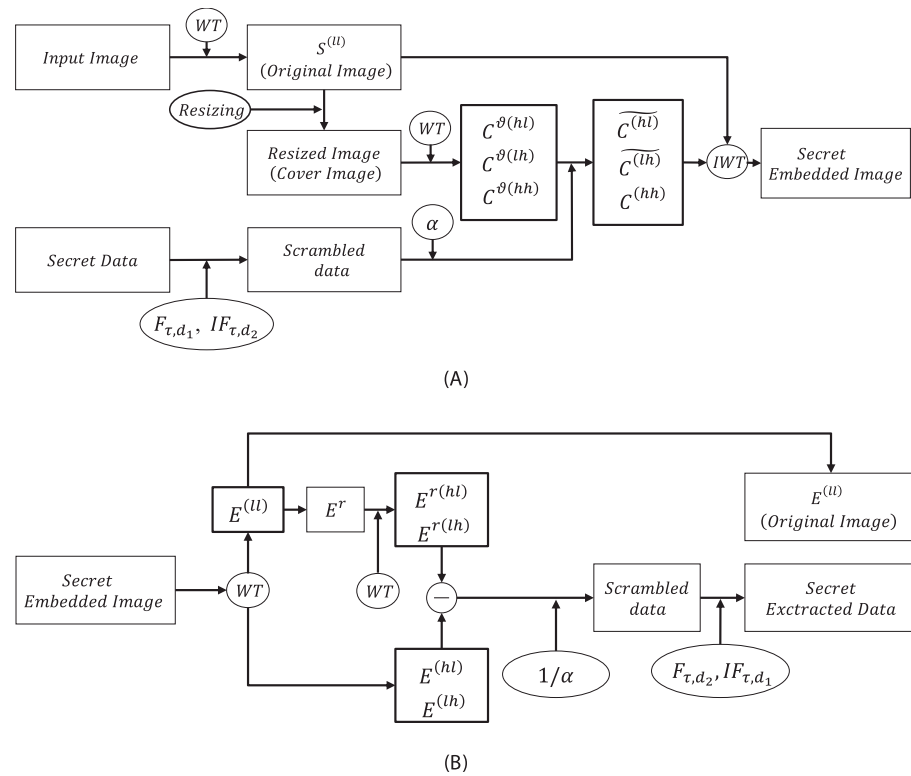 WT
Input Image
S^(ll)
(Original Image)
Resizing
WT
Resized Image
(Cover Image)
C^ϑ(hl)
C^ϑ(lh)
C^ϑ(hh)
\widetilde{C^(hl)}
\widetilde{C^(lh)}
C^(hh)
IWT
Secret
Embedded Image
α
Secret Data
Scrambled
data
F_τ,d₁, IF_τ,d₂
(A)
E^(ll)
E^r
E^r(hl)
E^r(lh)
E^(ll)
(Original Image)
Secret
Embedded Image
WT
WT
−
Scrambled
data
Secret
Exctracted Data
E^(hl)
E^(lh)
1/α
F_τ,d₂, IF_τ,d₁
(B)